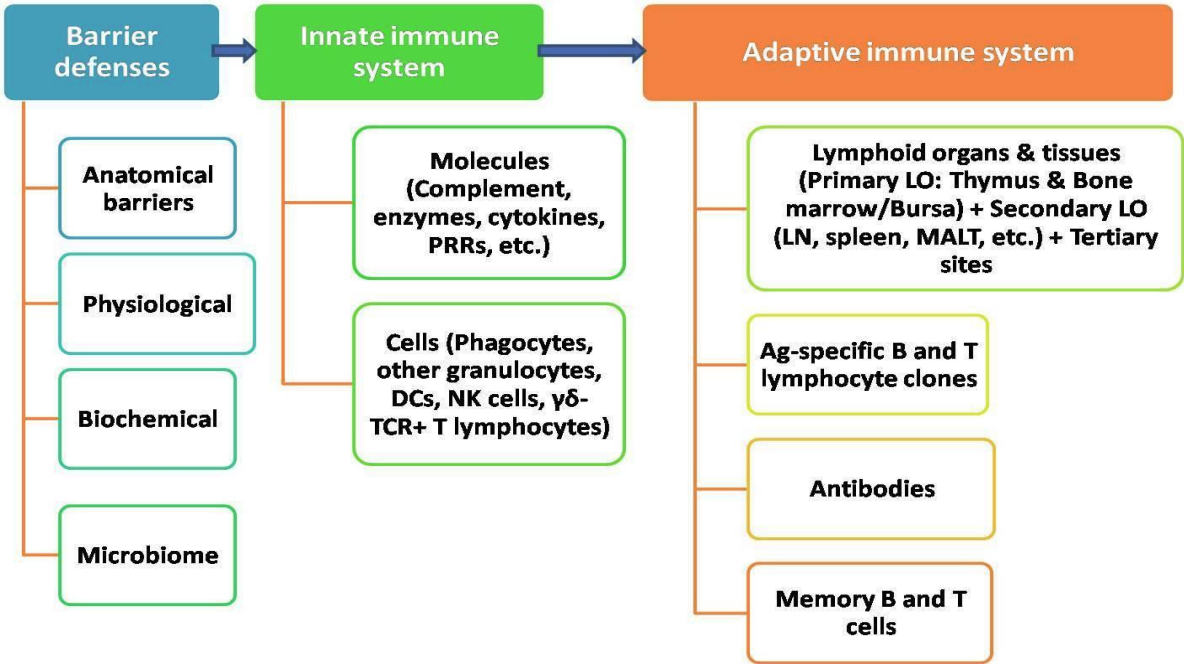 Barrier
defenses
Innate immune
system
Adaptive immune system
Anatomical
barriers
Physiological
Biochemical
Microbiome
Molecules
(Complement,
enzymes, cytokines,
PRRs, etc.)
Cells (Phagocytes,
other granulocytes,
DCs, NK cells, γδ-
TCR+ T lymphocytes)
Lymphoid organs & tissues
(Primary LO: Thymus & Bone
marrow/Bursa) + Secondary LO
(LN, spleen, MALT, etc.) + Tertiary
sites
Ag-specific B and T
lymphocyte clones
Antibodies
Memory B and T
cells